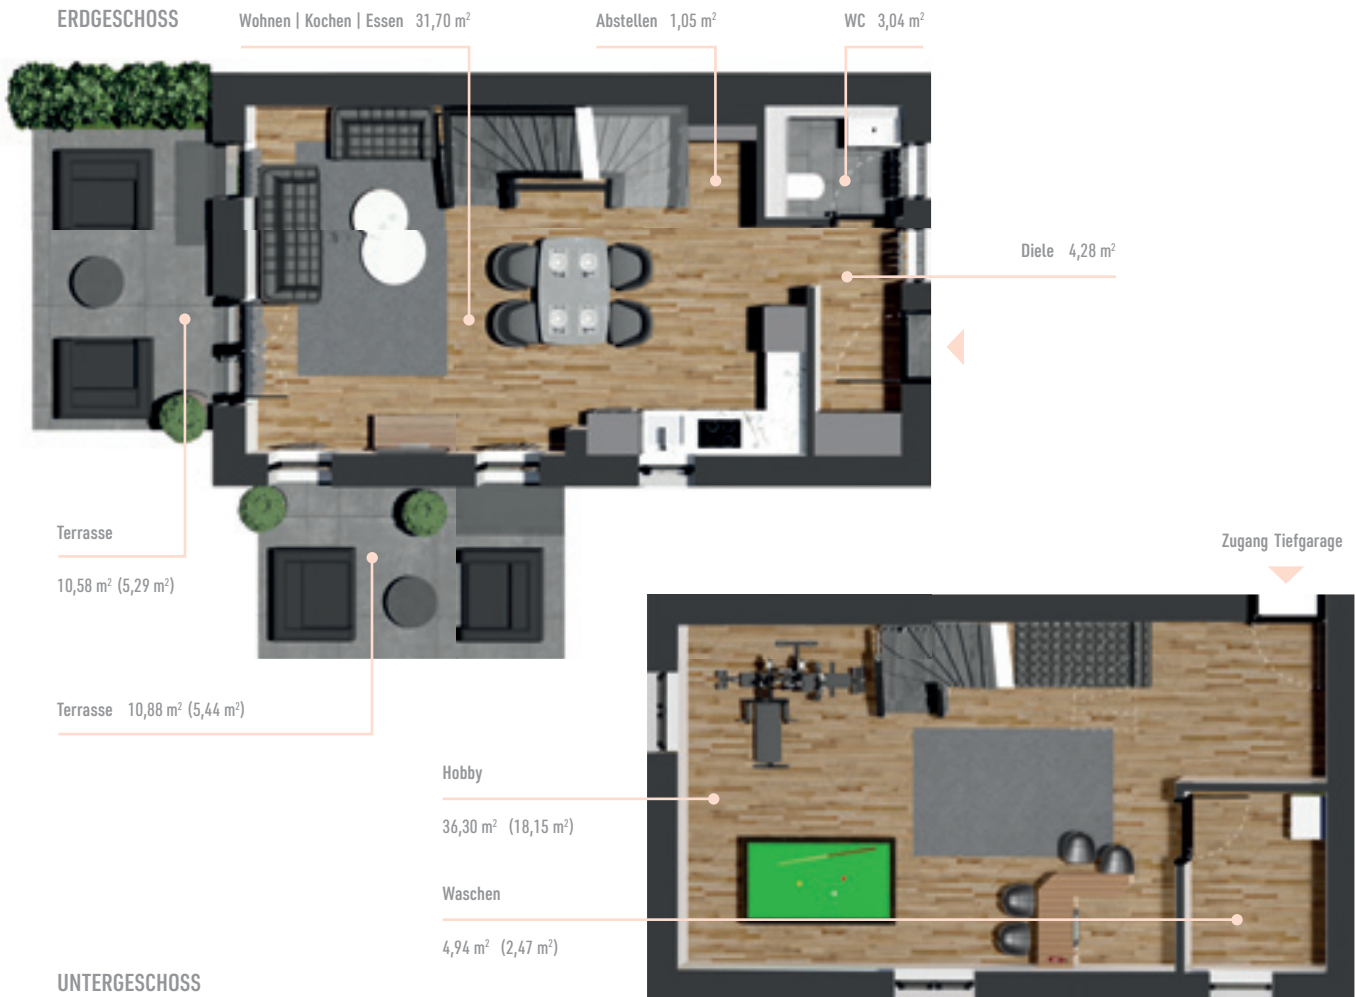 ERDGESCHOSS
Wohnen | Kochen | Essen 31,70 m²
Abstellen 1,05 m²
WC 3,04 m²
Diele 4,28 m²
Terrasse
10,58 m² (5,29 m²)
Zugang Tiefgarage
Terrasse 10,88 m² (5,44 m²)
Hobby
36,30 m² (18,15 m²)
Waschen
4,94 m² (2,47 m²)
UNTERGESCHOSS